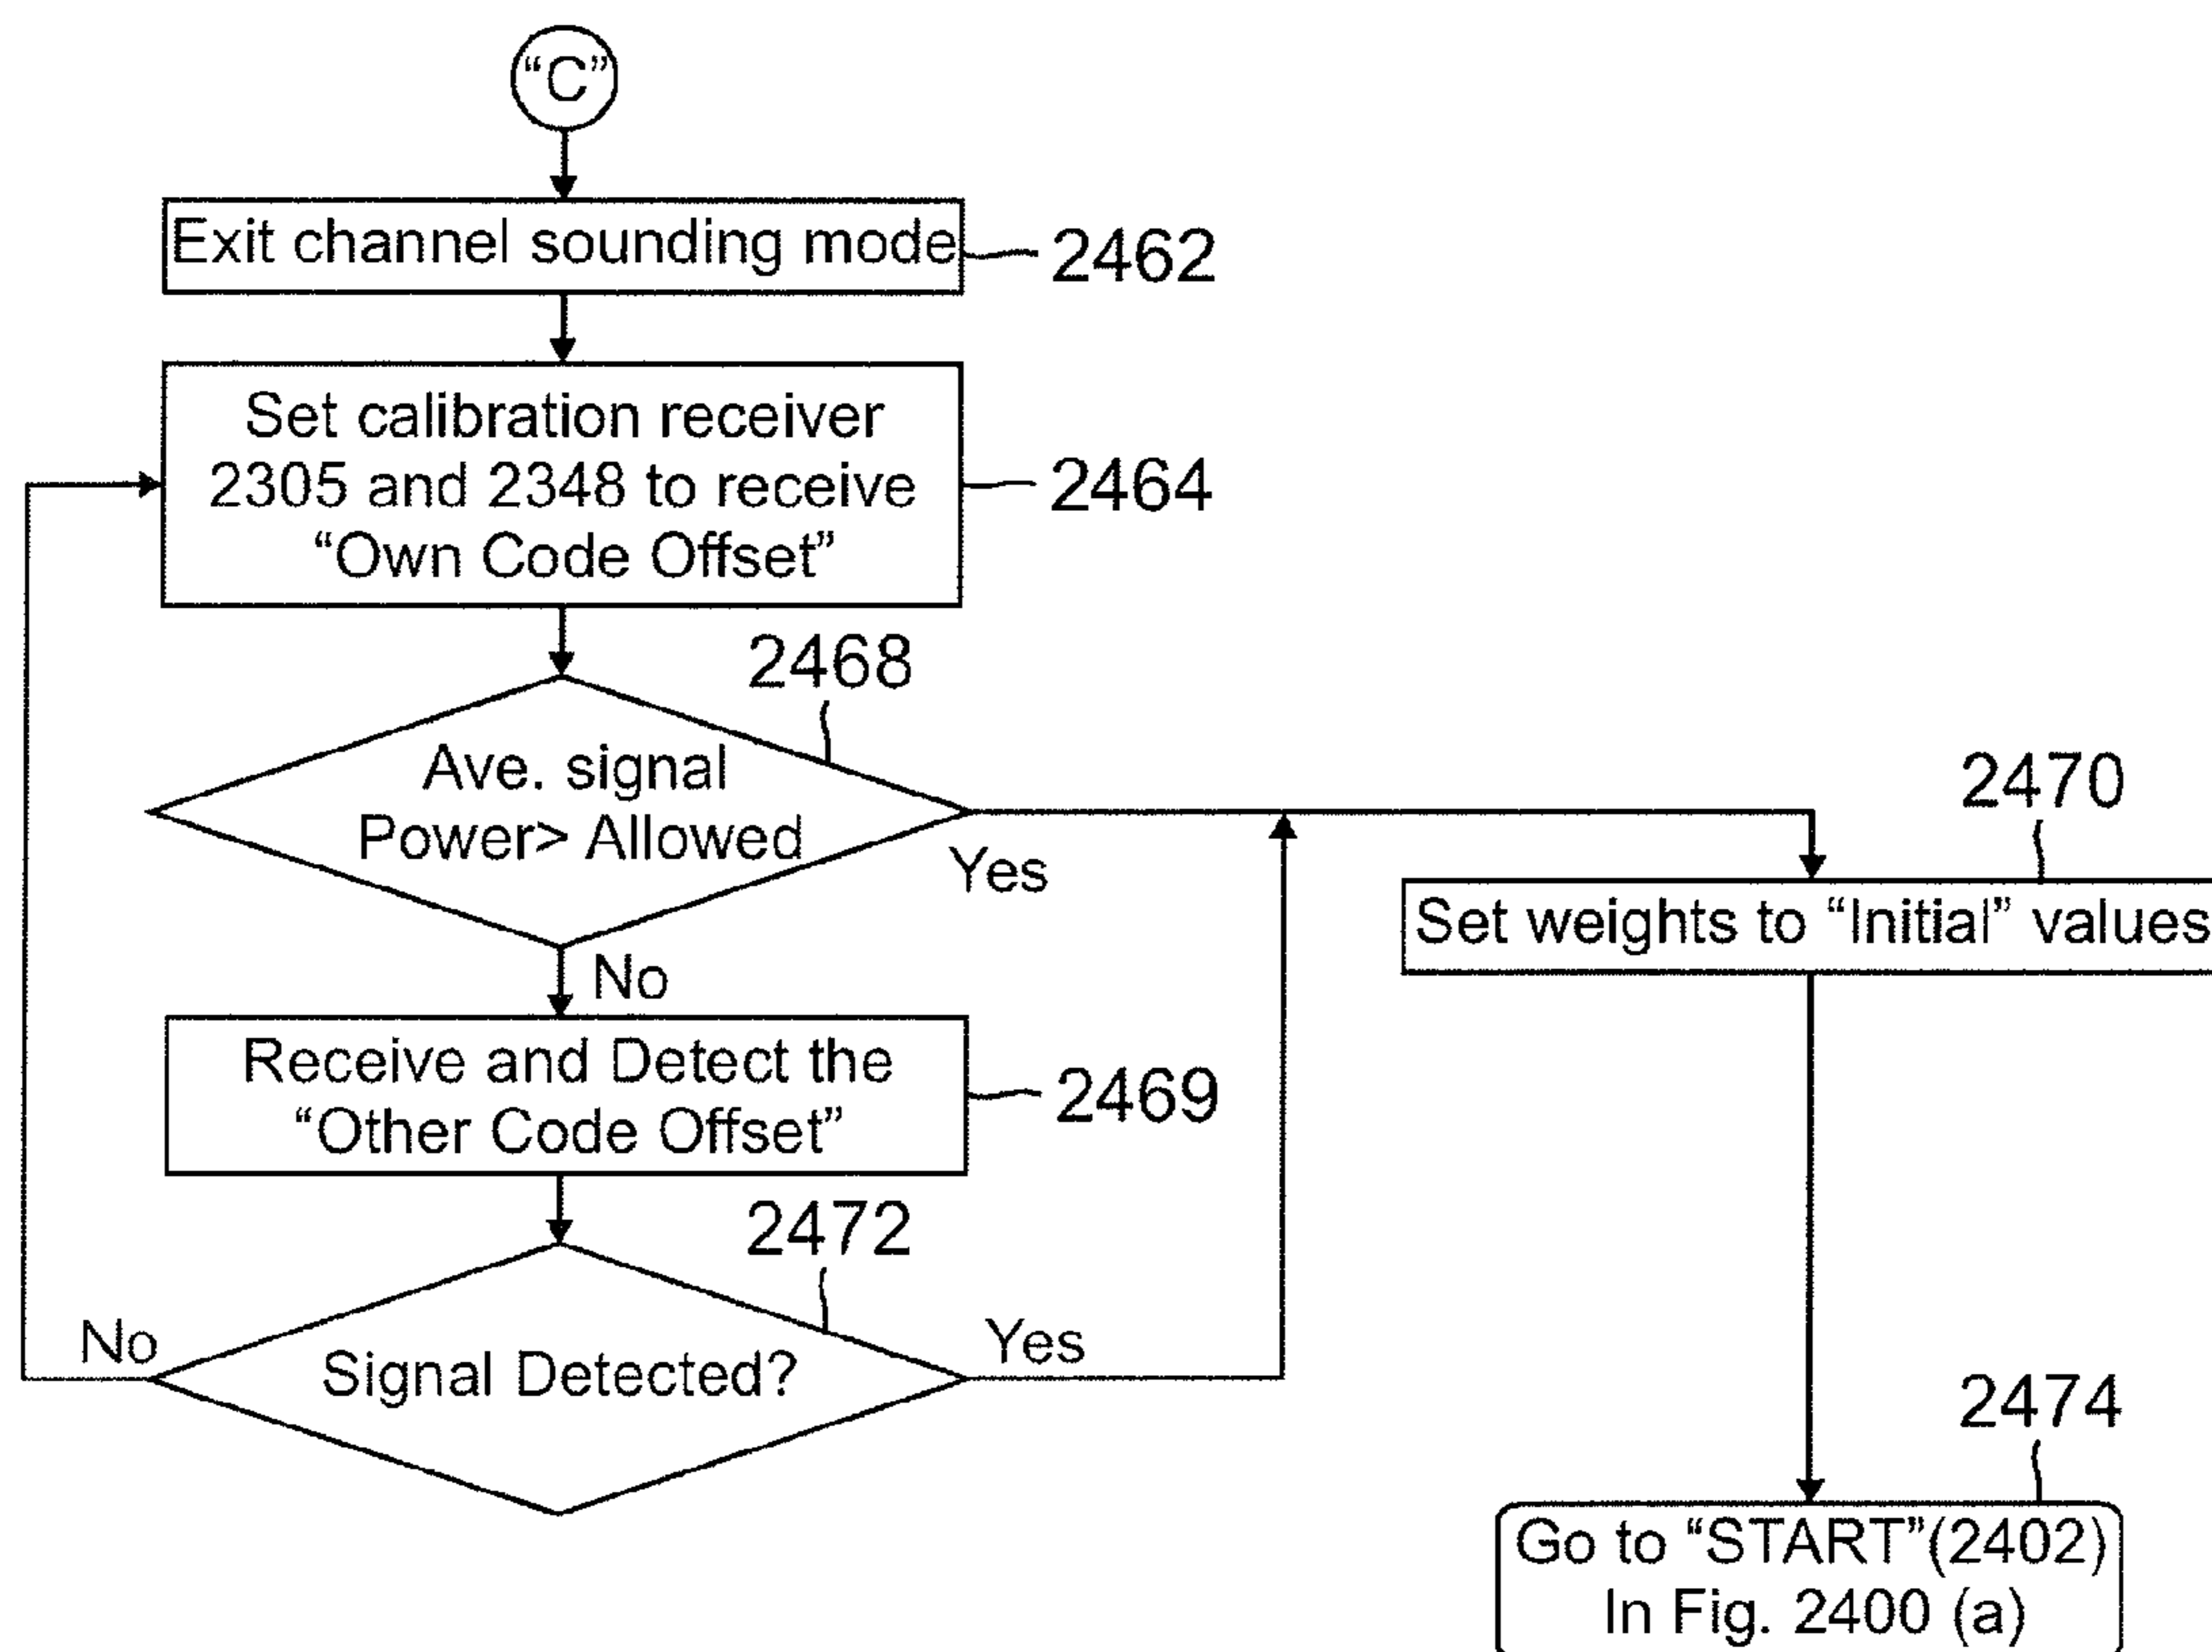 “C”
Exit channel sounding mode
2462
Set calibration receiver
2305 and 2348 to receive
“Own Code Offset”
2464
2468
Ave. signal
Power> Allowed
Yes
No
2470
Set weights to “Initial” values
Receive and Detect the
“Other Code Offset”
2469
2472
No
Signal Detected?
Yes
2474
Go to “START”(2402)
In Fig. 2400 (a)